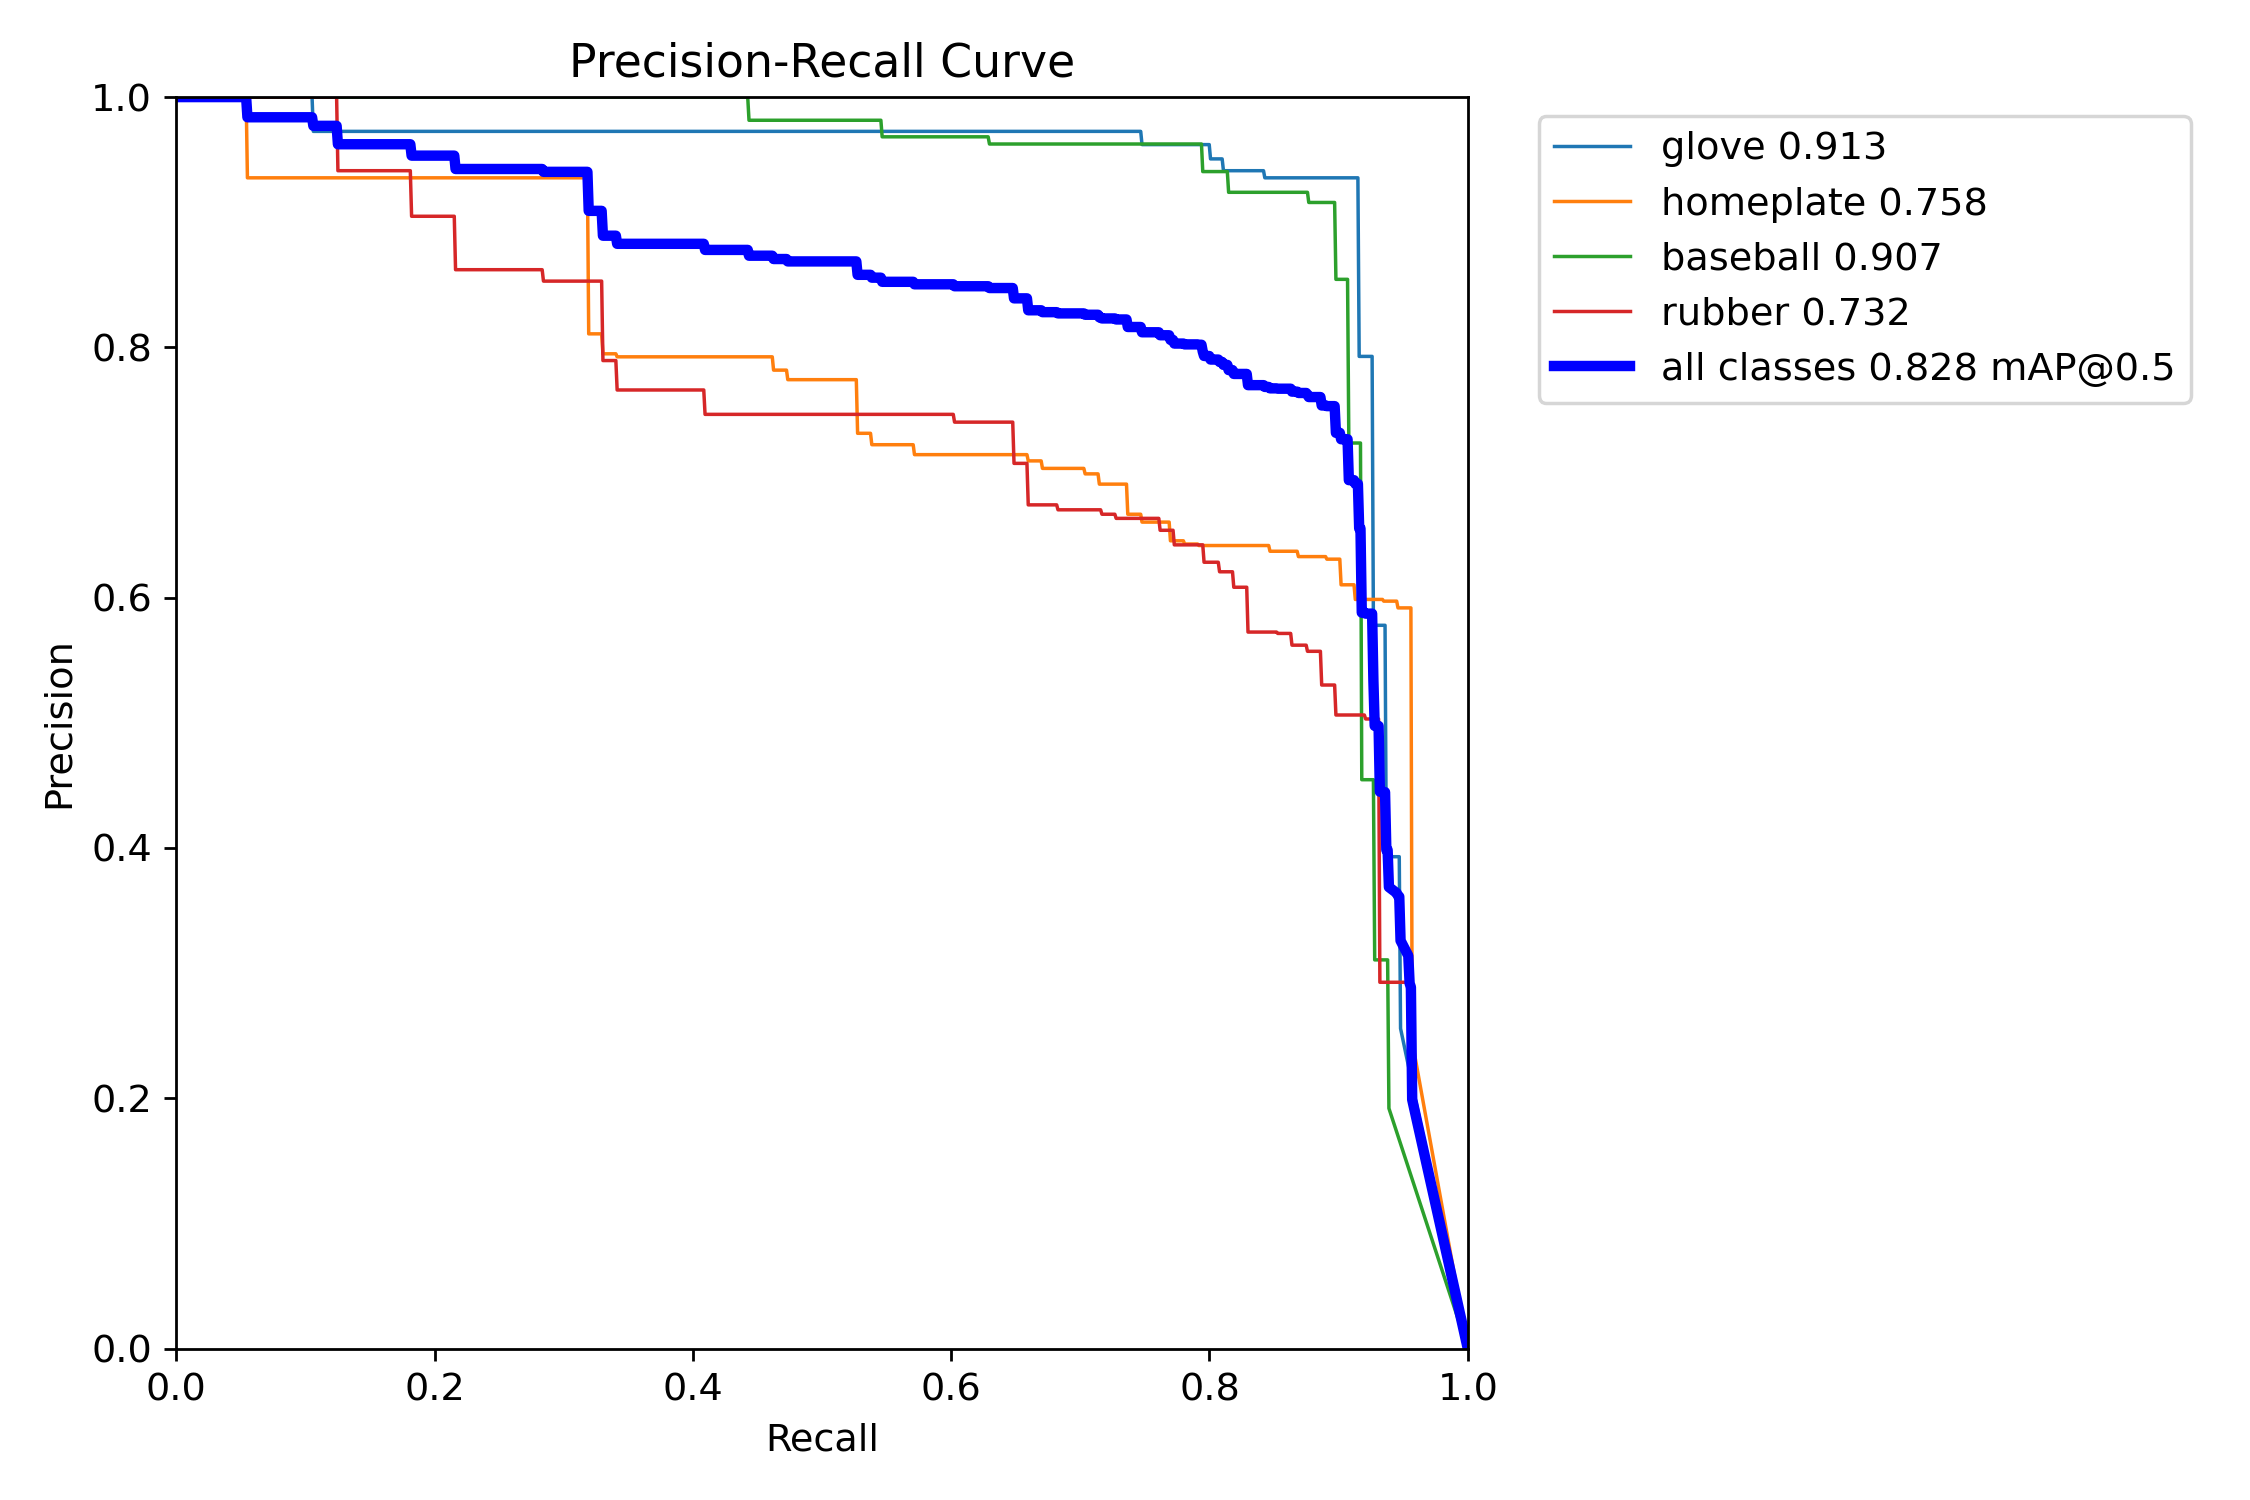 Precision-Recall Curve
1.0
0.8
0.6
0.4
0.2
0.0
Precision
0.0 0.2 0.4 0.6 0.8 1.0
Recall
glove 0.913
homeplate 0.758
baseball 0.907
rubber 0.732
all classes 0.828 mAP@0.5